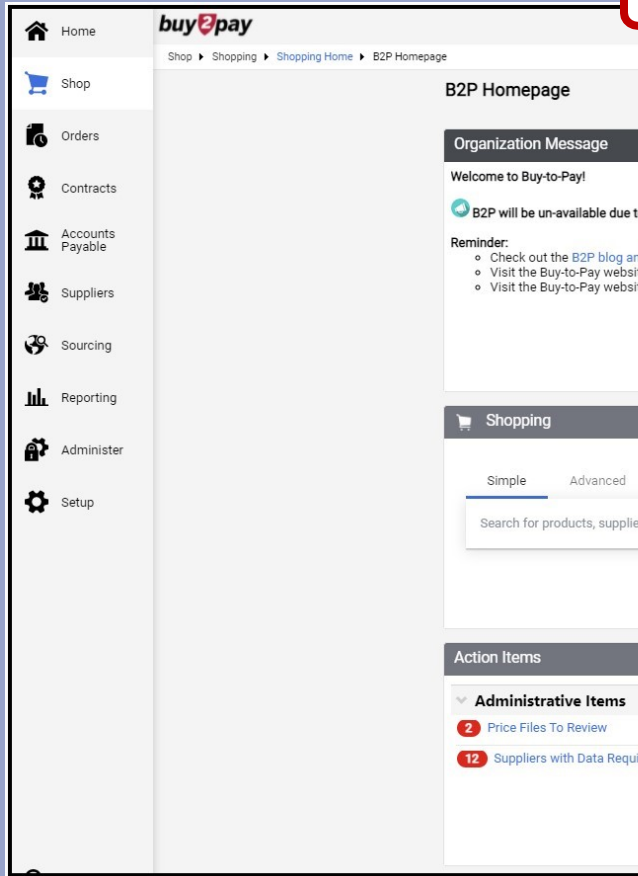 Home
Shop
Orders
Contracts
Accounts
Payable
Suppliers
Sourcing
Reporting
Administer
Setup
buy2pay
Shop ▸ Shopping ▸ Shopping Home ▸ B2P Homepage
B2P Homepage
Organization Message
Welcome to Buy-to-Pay!
B2P will be un-available due t
Reminder:
Check out the B2P blog an
Visit the Buy-to-Pay websit
Visit the Buy-to-Pay websit
Shopping
Simple Advanced
Search for products, supplie
Action Items
Administrative Items
2 Price Files To Review
12 Suppliers with Data Requi